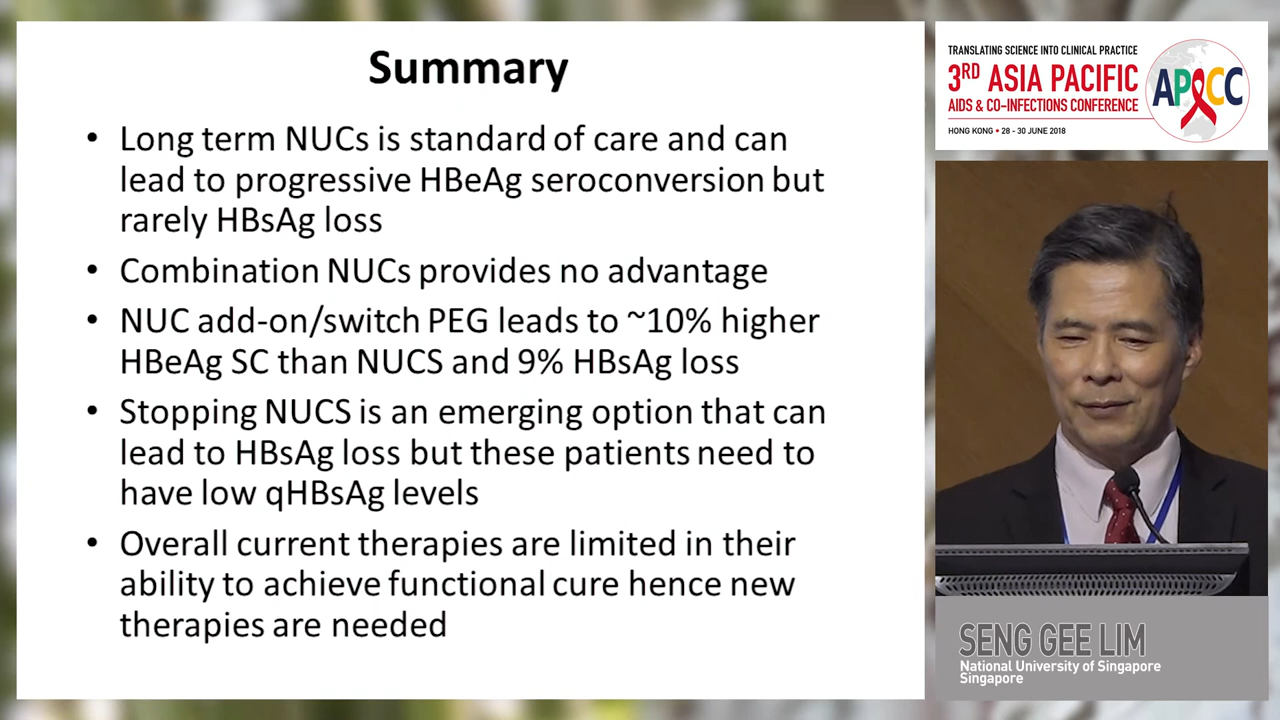 Summary
• Long term NUCs is standard of care and can
lead to progressive HBeAg seroconversion but
rarely HBsAg loss
• Combination NUCs provides no advantage
• NUC add-on/switch PEG leads to ~10% higher
HBeAg SC than NUCS and 9% HBsAg loss
• Stopping NUCS is an emerging option that can
lead to HBsAg loss but these patients need to
have low qHBsAg levels
• Overall current therapies are limited in their
ability to achieve functional cure hence new
therapies are needed
TRANSLATING SCIENCE INTO CLINICAL PRACTICE
3RD ASIA PACIFIC
AIDS & CO-INFECTIONS CONFERENCE
HONG KONG • 28 - 30 JUNE 2018
APACC
SENG GEE LIM
National University of Singapore
Singapore